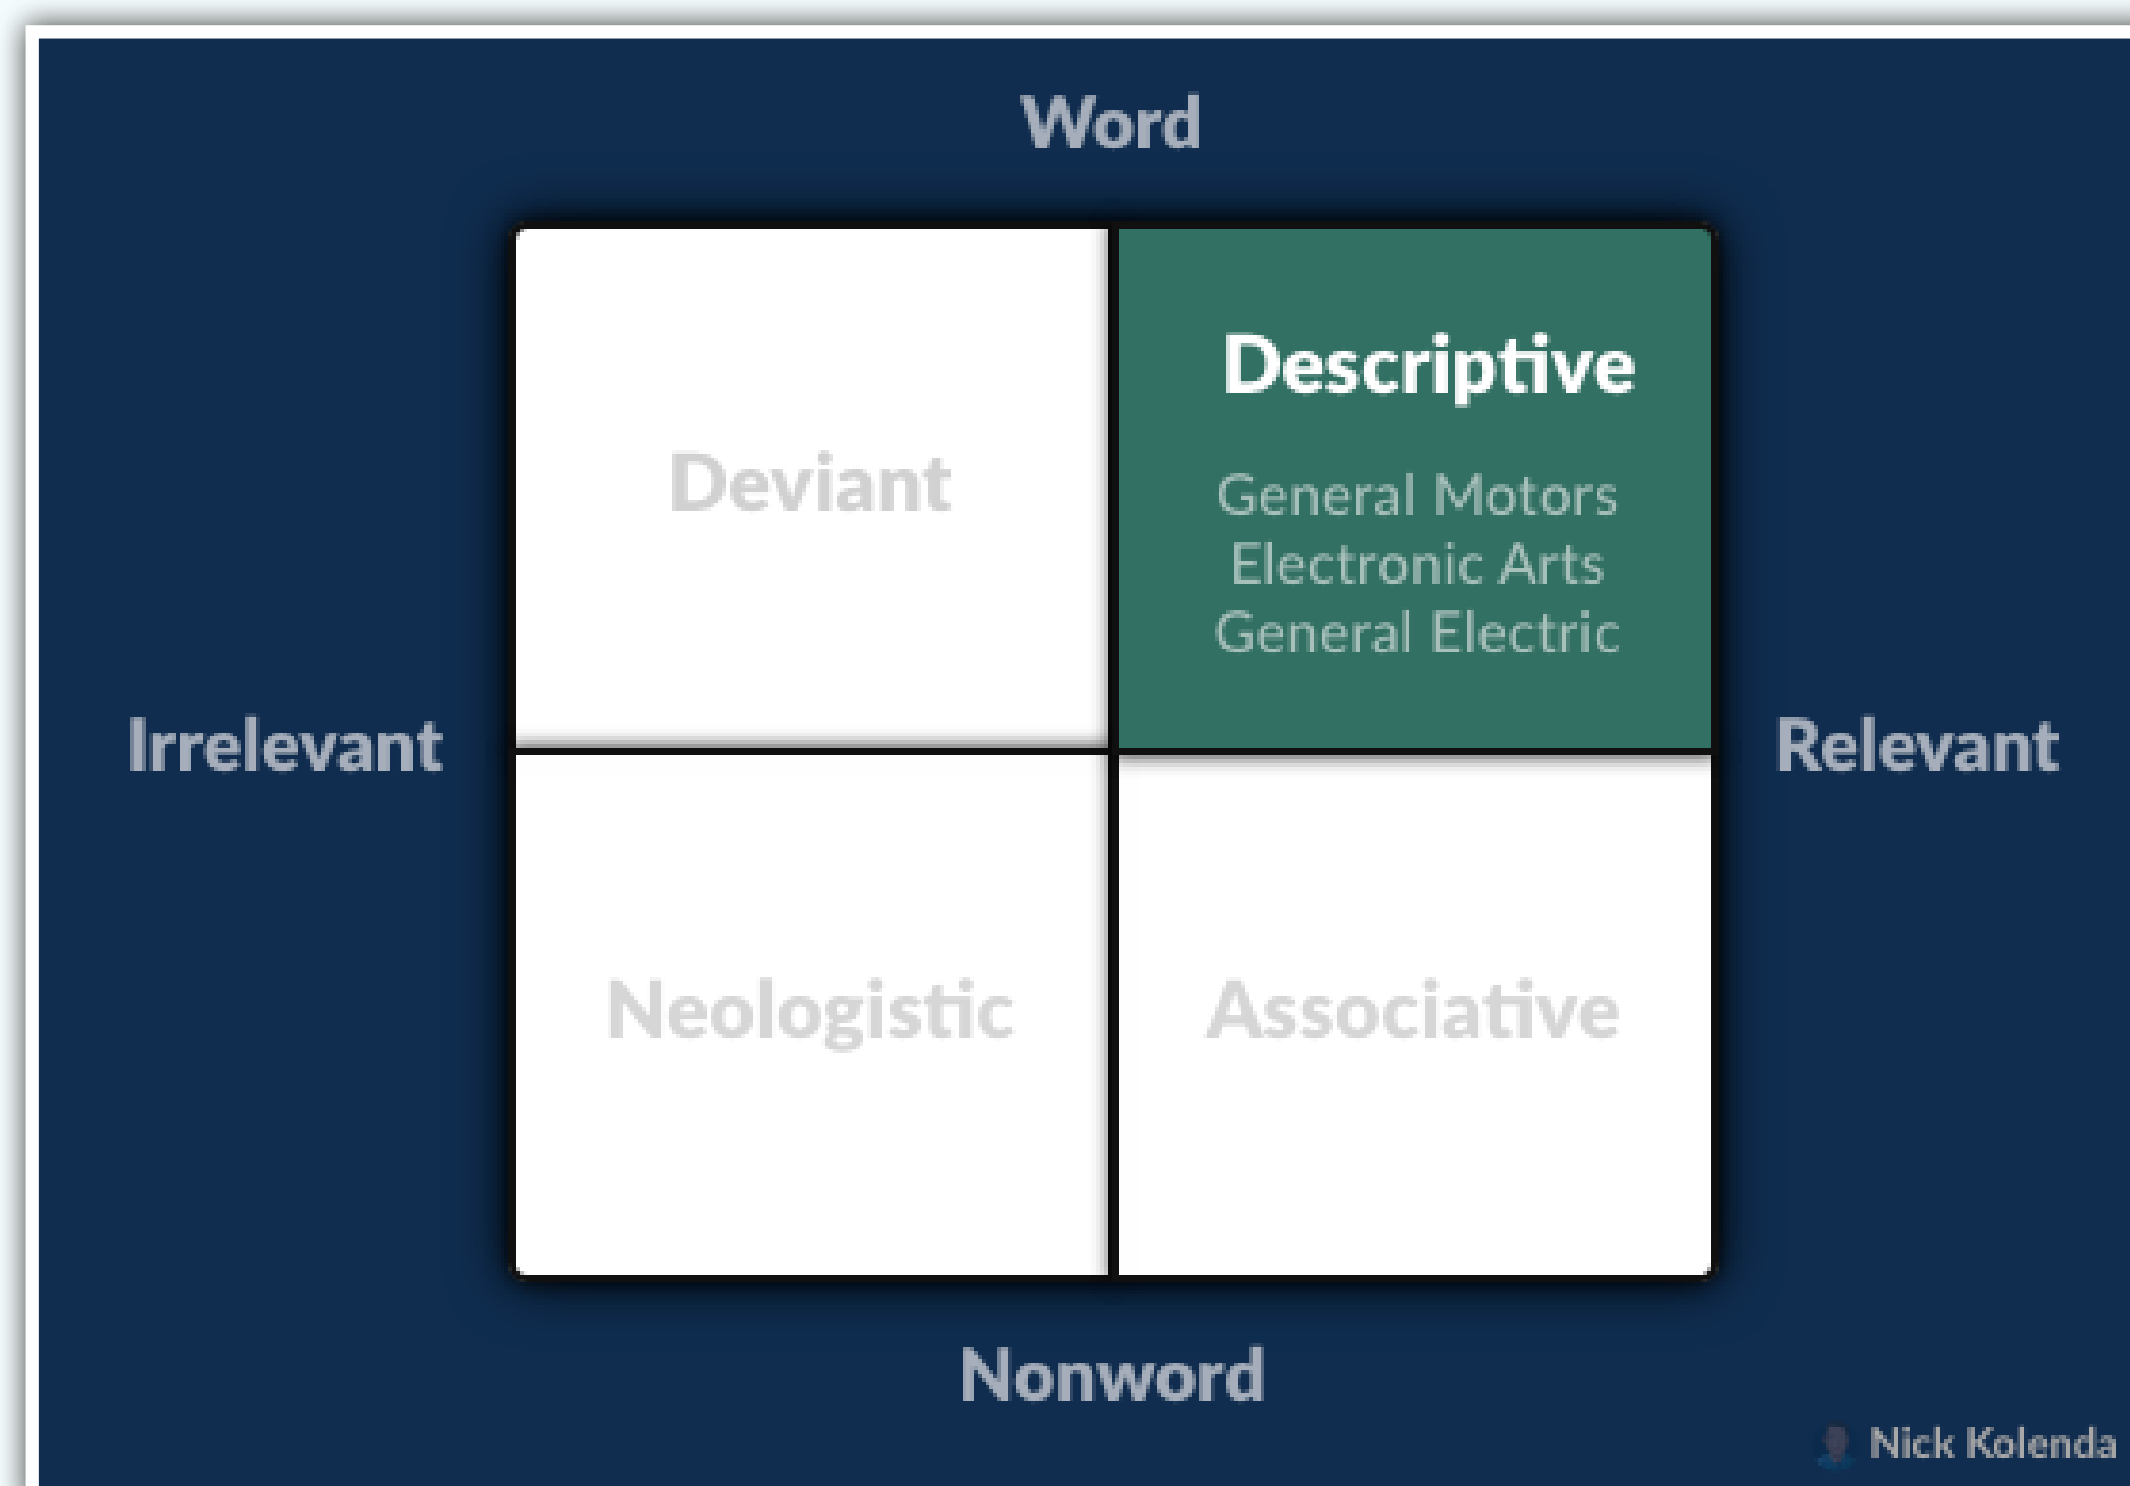 Word
Descriptive
Deviant
General Motors
Electronic Arts
General Electric
Irrelevant
Relevant
Neologistic
Associative
Nonword
Nick Kolenda